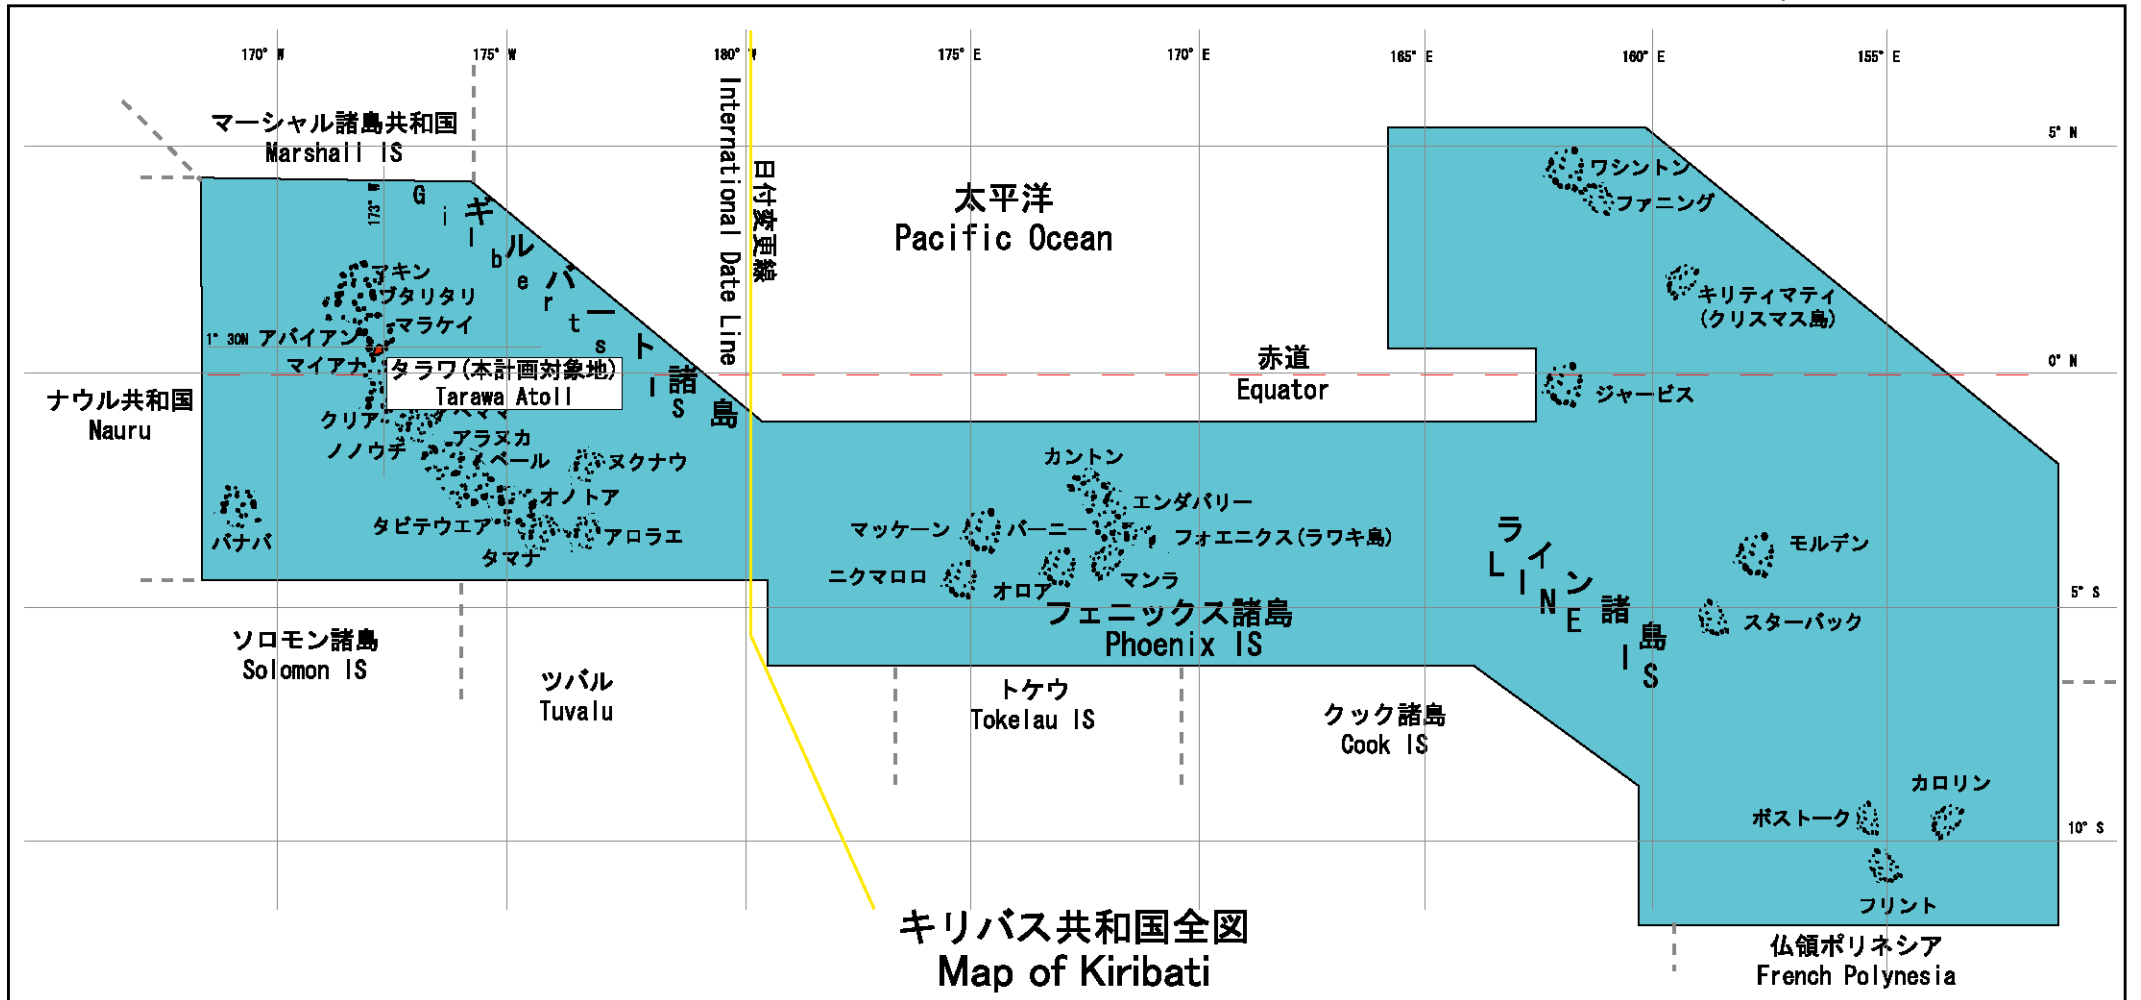 170° W
175° W
180° W
175° E
170° E
165° E
160° E
155° E
5° N
0° N
5° S
10° S
マーシャル諸島共和国
Marshall IS
173° W
ギルバート諸島
Gilberts IS
International Date Line
日付変更線
太平洋
Pacific Ocean
ワシントン
ファニング
キリティマティ
(クリスマス島)
マキン
ブタリタリ
マラケイ
1° 30N
アバイアン
マイアナ
タラワ(本計画対象地)
Tarawa Atoll
赤道
Equator
ジャービス
ナウル共和国
Nauru
クリア
アベママ
アラヌカ
ノノウチ
ベール
ヌクナウ
オノトア
タビテウエア
アロラエ
タマナ
バナバ
カントン
エンダバリー
マッケーン
バーニー
フォエニクス(ラワキ島)
ニクマロロ
オロア
マンラ
フェニックス諸島
Phoenix IS
ライン諸島
LINE IS
モルデン
スターバック
ソロモン諸島
Solomon IS
ツバル
Tuvalu
トケウ
Tokelau IS
クック諸島
Cook IS
カロリン
ボストーク
フリント
キリバス共和国全図
Map of Kiribati
仏領ポリネシア
French Polynesia